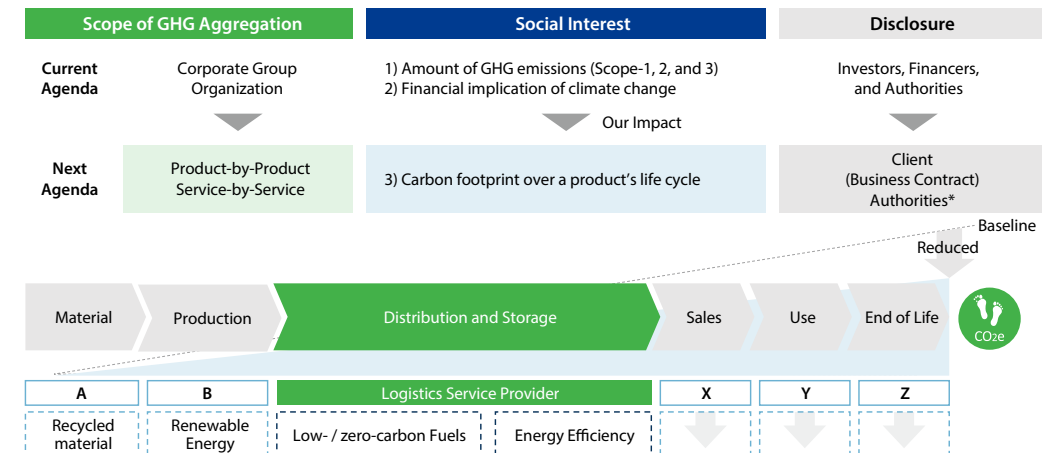 Scope of GHG Aggregation
Social Interest
Disclosure
Current
Agenda
Corporate Group
Organization
1) Amount of GHG emissions (Scope-1, 2, and 3)
2) Financial implication of climate change
Investors, Financers,
and Authorities
Our Impact
Next
Agenda
Product-by-Product
Service-by-Service
3) Carbon footprint over a product's life cycle
Client
(Business Contract)
Authorities*
Baseline
Reduced
Material
Production
Distribution and Storage
Sales
Use
End of Life
CO2e
A
B
Logistics Service Provider
X
Y
Z
Recycled
material
Renewable
Energy
Low- / zero-carbon Fuels
Energy Efficiency